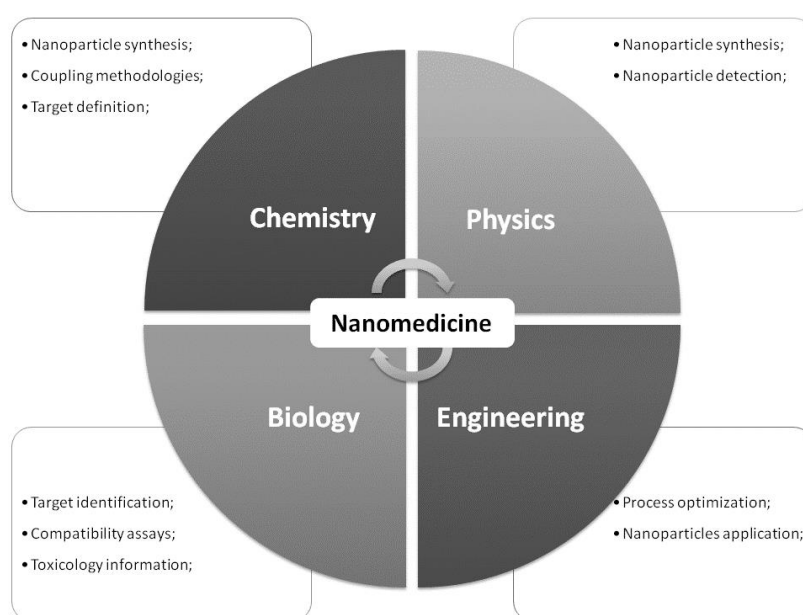 • Nanoparticle synthesis;
• Coupling methodologies;
• Target definition;
• Nanoparticle synthesis;
• Nanoparticle detection;
Chemistry
Physics
Nanomedicine
Biology
Engineering
• Target identification;
• Compatibility assays;
• Toxicology information;
• Process optimization;
• Nanoparticles application;